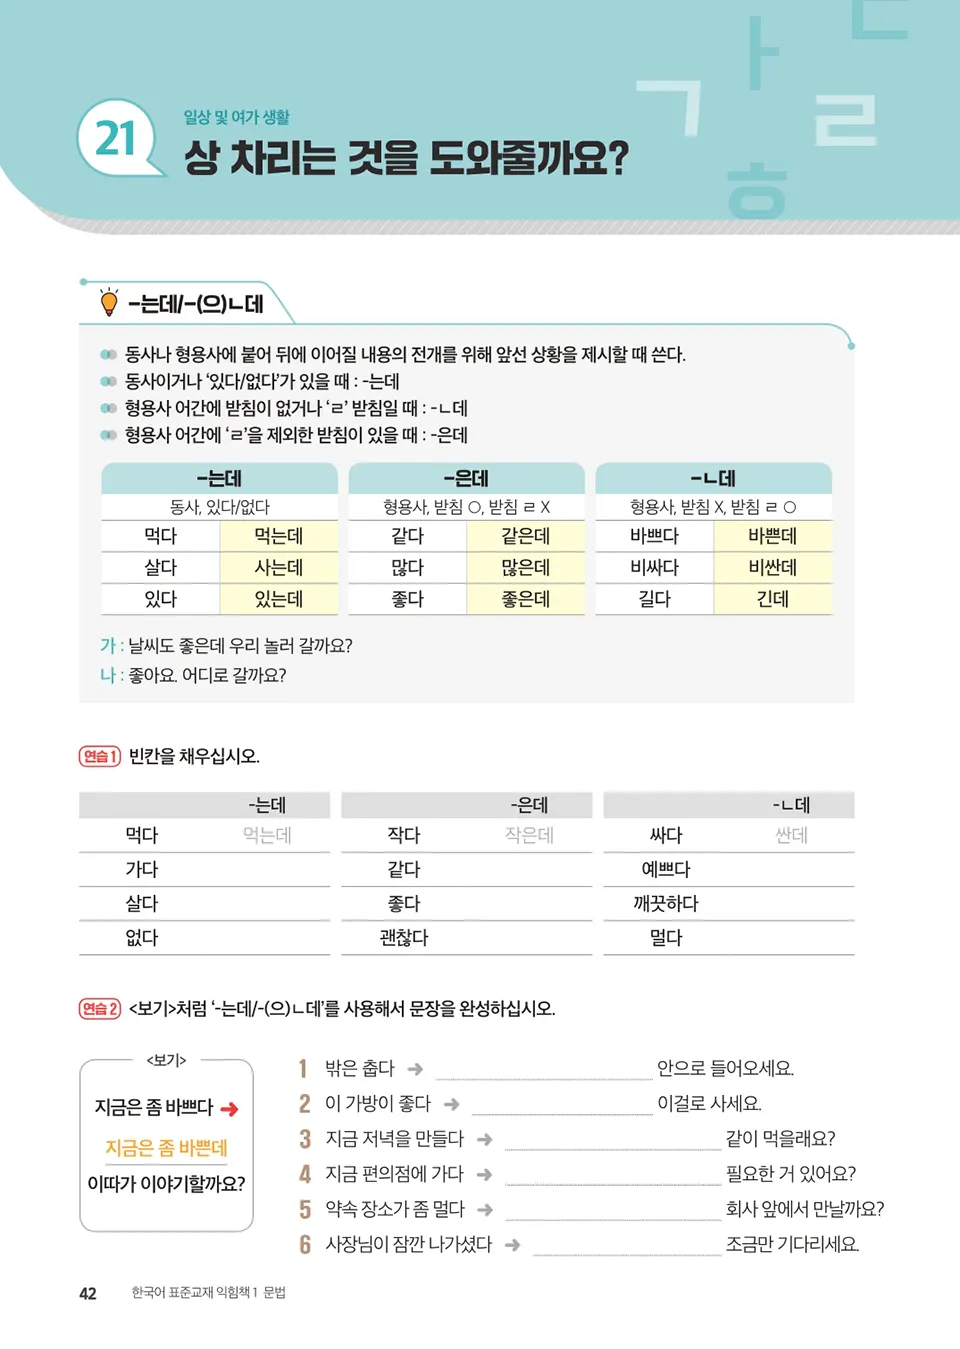 21
일상 및 여가 생활
상 차리는 것을 도와줄까요?
ㄱ ㅏ ㄴ ㄹ ㅎ
-는데/-(으)ㄴ데
동사나 형용사에 붙어 뒤에 이어질 내용의 전개를 위해 앞선 상황을 제시할 때 쓴다.
동사이거나 ‘있다/없다’가 있을 때 : -는데
형용사 어간에 받침이 없거나 ‘ㄹ’ 받침일 때 : -ㄴ데
형용사 어간에 ‘ㄹ’을 제외한 받침이 있을 때 : -은데
-는데 -은데 -ㄴ데
동사, 있다/없다 형용사, 받침 O, 받침 ㄹ X 형용사, 받침 X, 받침 ㄹ O
먹다 먹는데 같다 같은데 바쁘다 바쁜데
살다 사는데 많다 많은데 비싸다 비싼데
있다 있는데 좋다 좋은데 길다 긴데
가 : 날씨도 좋은데 우리 놀러 갈까요?
나 : 좋아요. 어디로 갈까요?
연습 1 빈칸을 채우십시오.
-는데 -은데 -ㄴ데
먹다 먹는데 작다 작은데 싸다 싼데
가다 같다 예쁘다
살다 좋다 깨끗하다
없다 괜찮다 멀다
연습 2 <보기>처럼 ‘-는데/-(으)ㄴ데’를 사용해서 문장을 완성하십시오.
<보기>
지금은 좀 바쁘다 ➜
지금은 좀 바쁜데
이따가 이야기할까요?
1 밖은 춥다 ➜ 안으로 들어오세요.
2 이 가방이 좋다 ➜ 이걸로 사세요.
3 지금 저녁을 만들다 ➜ 같이 먹을래요?
4 지금 편의점에 가다 ➜ 필요한 거 있어요?
5 약속 장소가 좀 멀다 ➜ 회사 앞에서 만날까요?
6 사장님이 잠깐 나가셨다 ➜ 조금만 기다리세요.
42 한국어 표준교재 익힘책 1 문법